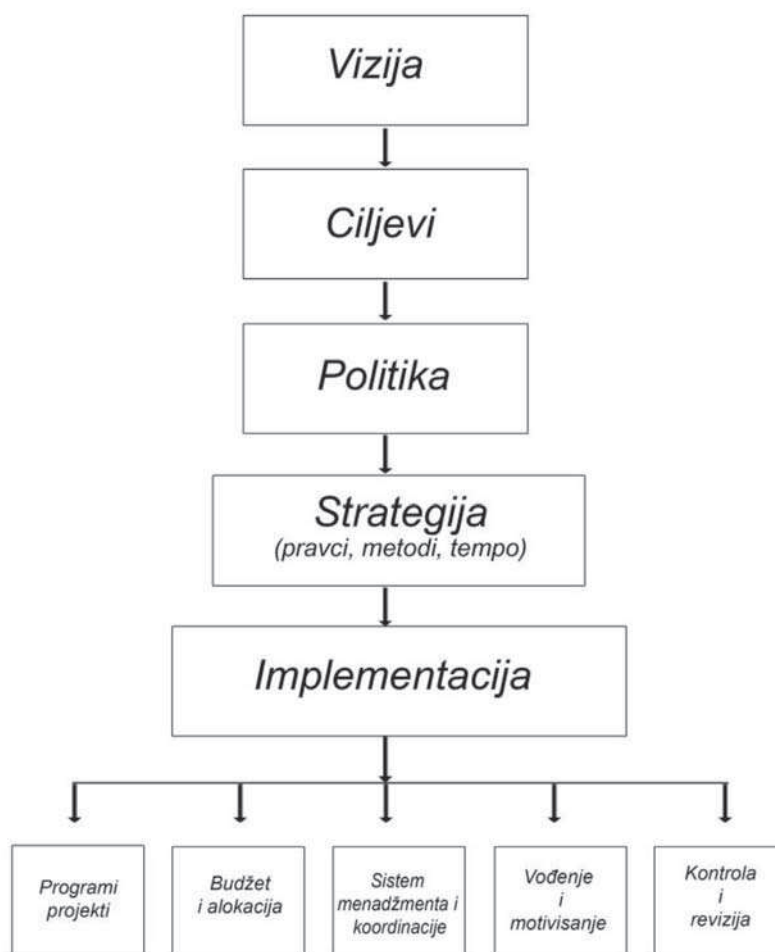 Vizija
Ciljevi
Politika
Strategija
(pravci, metodi, tempo)
Implementacija
Programi
projekti
Budžet
i alokacija
Sistem
menadžmenta i
koordinacije
Vođenje
i
motivisanje
Kontrola
i
revizija